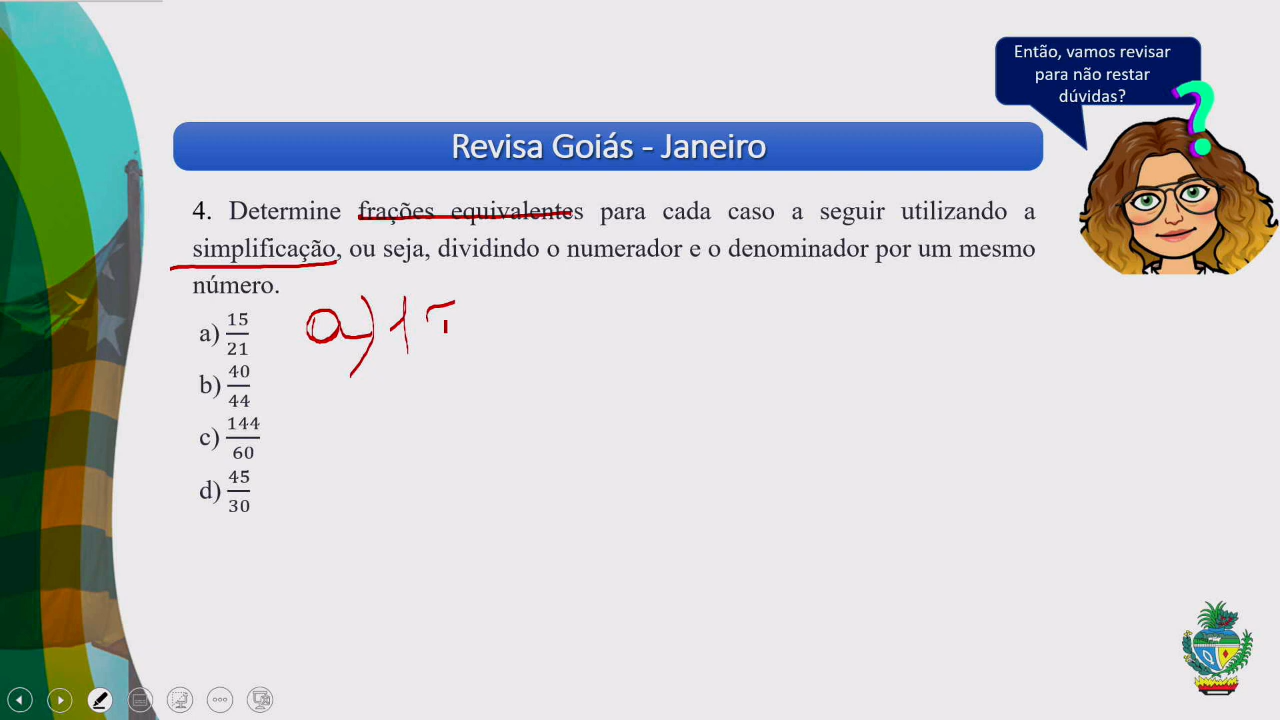 Então, vamos revisar
para não restar
dúvidas?
Revisa Goiás - Janeiro
4. Determine frações equivalentes para cada caso a seguir utilizando a
simplificação, ou seja, dividindo o numerador e o denominador por um mesmo
número.
a) 15/21
a) 1
b) 40/44
c) 144/60
d) 45/30